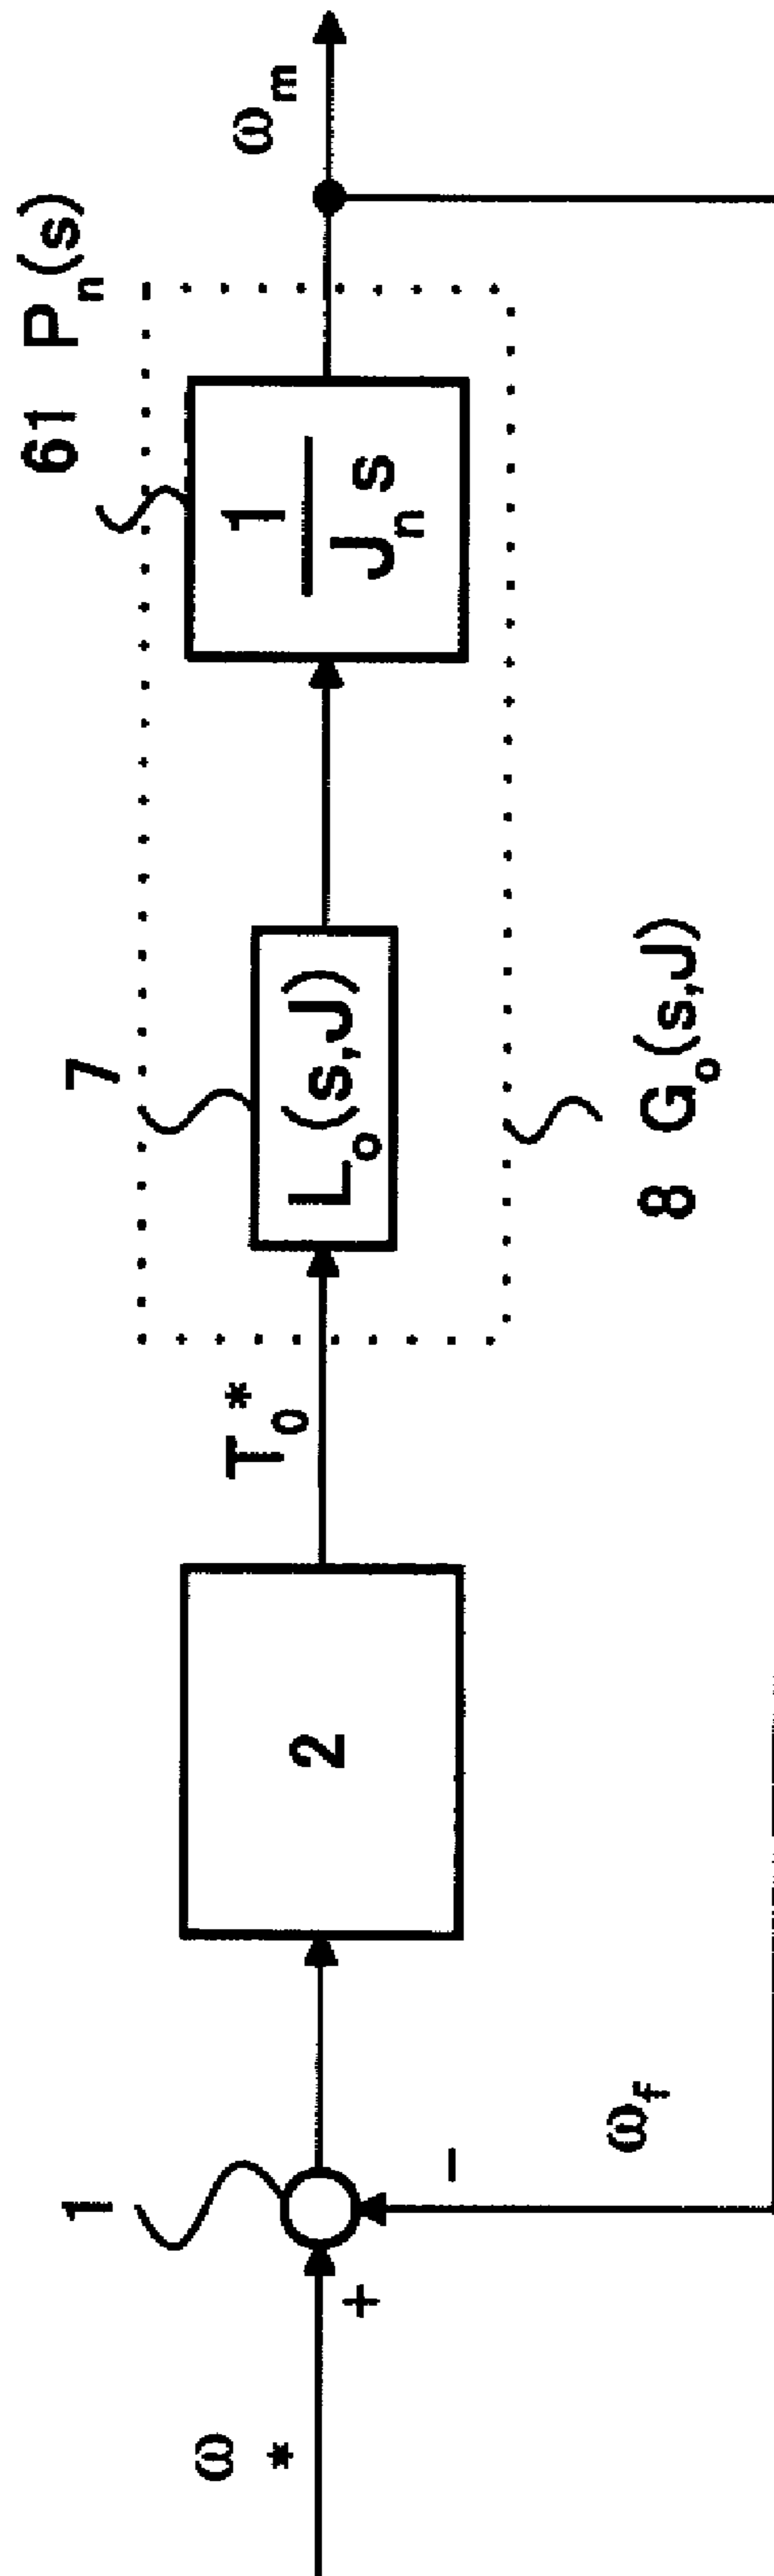 ω*
+
−
1
ω_f
2
T_0*
7
L_o(s,J)
61 P_n(s)
1
J_n s
8 G_o(s,J)
ω_m